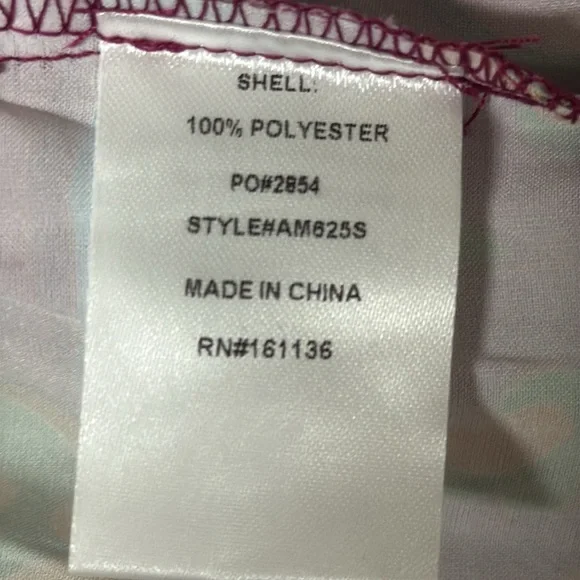 SHELL:
100% POLYESTER
PO#2854
STYLE#AM625S
MADE IN CHINA
RN#161136